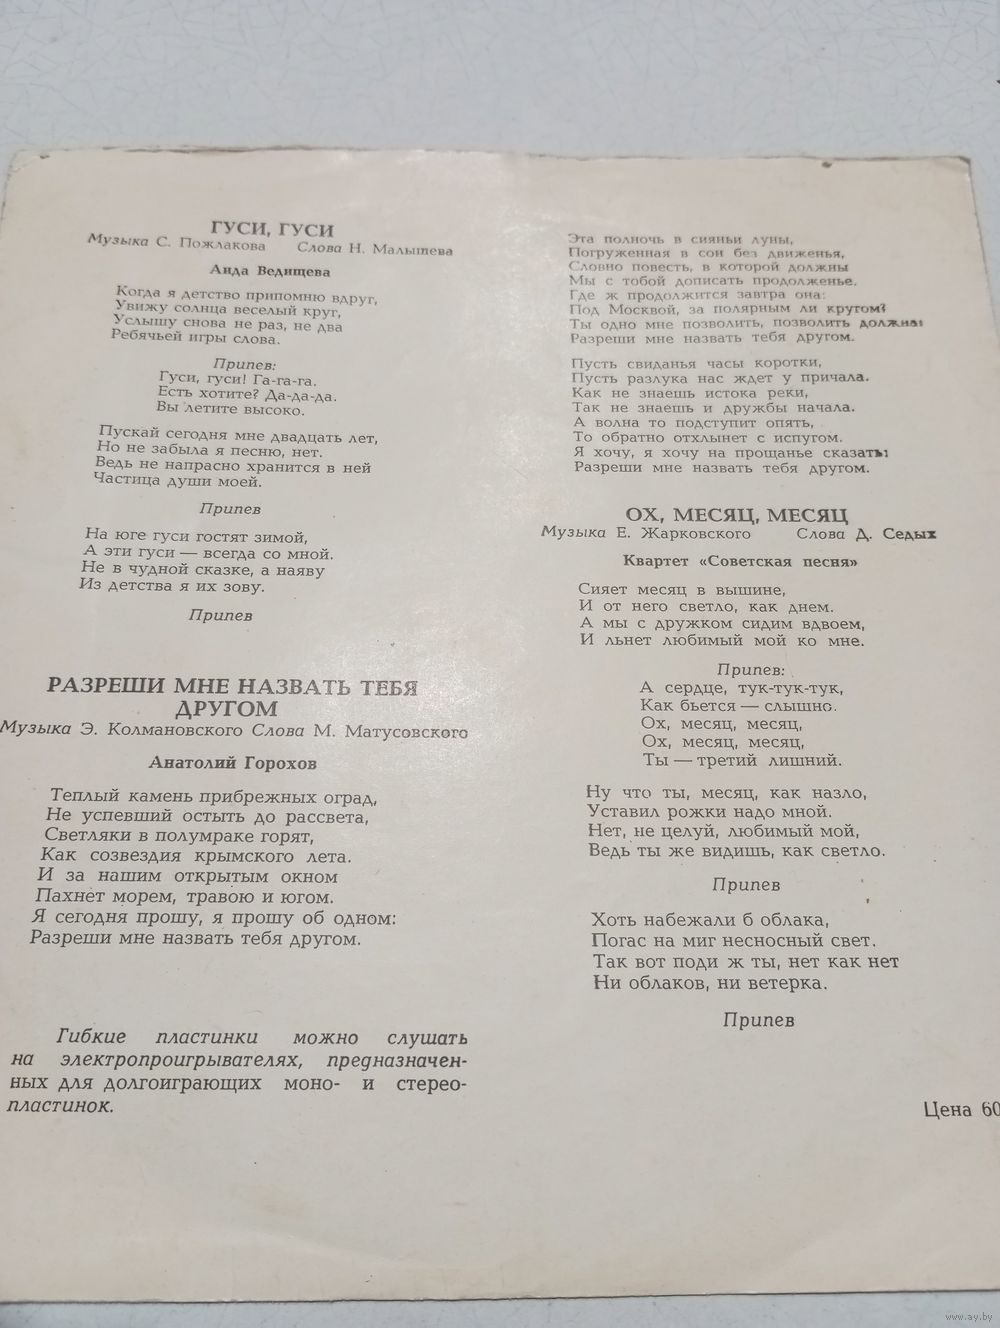 ГУСИ, ГУСИ
Музыка С. Пожлакова Слова Н. Малышева
Аида Ведищева
Когда я детство припомню вдруг,
Увижу солнца веселый круг,
Услышу снова не раз, не два
Ребячьей игры слова.
Припев:
Гуси, гуси! Га-га-га.
Есть хотите? Да-да-да.
Вы летите высоко.
Пускай сегодня мне двадцать лет,
Но не забыла я песню, нет.
Ведь не напрасно хранится в ней
Частица души моей.
Припев
На юге гуси гостят зимой,
А эти гуси — всегда со мной.
Не в чудной сказке, а наяву
Из детства я их зову.
Припев
РАЗРЕШИ МНЕ НАЗВАТЬ ТЕБЯ
ДРУГОМ
Музыка Э. Колмановского Слова М. Матусовского
Анатолий Горохов
Теплый камень прибрежных оград,
Не успевший остыть до рассвета,
Светляки в полумраке горят,
Как созвездия крымского лета.
И за нашим открытым окном
Пахнет морем, травою и югом.
Я сегодня прошу, я прошу об одном:
Разреши мне назвать тебя другом.
Гибкие пластинки можно слушать
на электропроигрывателях, предназначен-
ных для долгоиграющих моно- и стерео-
пластинок.
Эта полночь в сияньи луны,
Погруженная в сон без движенья,
Словно повесть, в которой должны
Мы с тобой дописать продолженье.
Где ж продолжится завтра она:
Под Москвой, за полярным ли кругом?
Ты одно мне позволить, позволить должна:
Разреши мне назвать тебя другом.
Пусть свиданья часы коротки,
Пусть разлука нас ждет у причала.
Как не знаешь истока реки,
Так не знаешь и дружбы начала.
А волна то подступит опять,
То обратно отхлынет с испугом.
Я хочу, я хочу на прощанье сказать:
Разреши мне назвать тебя другом.
ОХ, МЕСЯЦ, МЕСЯЦ
Музыка Е. Жарковского Слова Д. Седых
Квартет «Советская песня»
Сияет месяц в вышине,
И от него светло, как днем.
А мы с дружком сидим вдвоем,
И льнет любимый мой ко мне.
Припев:
А сердце, тук-тук-тук,
Как бьется — слышно.
Ох, месяц, месяц,
Ох, месяц, месяц,
Ты — третий лишний.
Ну что ты, месяц, как назло,
Уставил рожки надо мной.
Нет, не целуй, любимый мой,
Ведь ты же видишь, как светло.
Припев
Хоть набежали б облака,
Погас на миг несносный свет.
Так вот поди ж ты, нет как нет
Ни облаков, ни ветерка.
Припев
Цена 60
www.ay.by